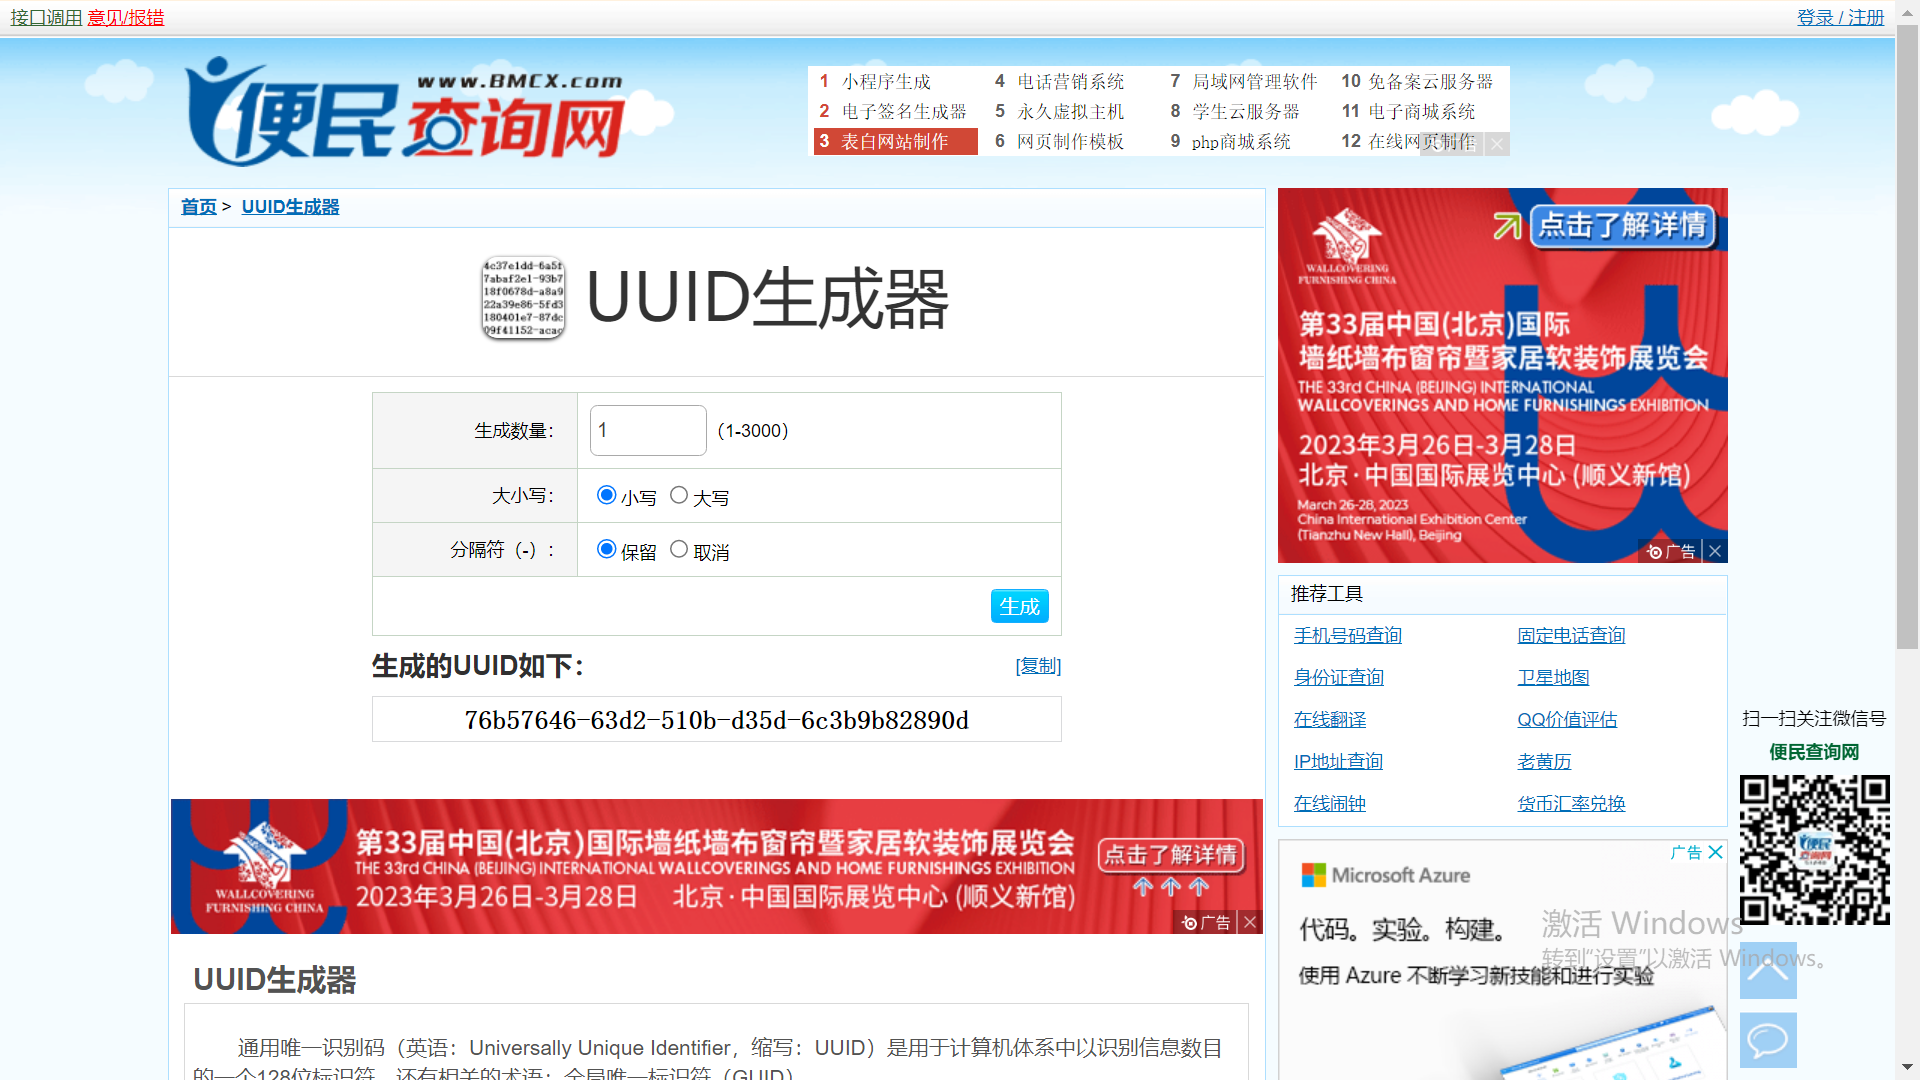 接口调用 意见/报错
登录 / 注册
www.BMCX.com
便民查询网
1 小程序生成
4 电话营销系统
7 局域网管理软件
10 免备案云服务器
2 电子签名生成器
5 永久虚拟主机
8 学生云服务器
11 电子商城系统
3 表白网站制作
6 网页制作模板
9 php商城系统
12 在线网页制作
首页 > UUID生成器
4c37e1dd-6a5f
7abaf2e1-93b7
18f0678d-a8a9
22a39e86-5fd3
180401e7-87dc
09f41152-acac
UUID生成器
生成数量：
1
（1-3000）
大小写：
小写 大写
分隔符（-）：
保留 取消
生成
生成的UUID如下：
[复制]
76b57646-63d2-510b-d35d-6c3b9b82890d
WALLCOVERING
FURNISHING CHINA
第33届中国(北京)国际墙纸墙布窗帘暨家居软装饰展览会
THE 33rd CHINA (BEIJING) INTERNATIONAL WALLCOVERINGS AND HOME FURNISHINGS EXHIBITION
2023年3月26日-3月28日 北京·中国国际展览中心 (顺义新馆)
点击了解详情
广告
UUID生成器
通用唯一识别码（英语：Universally Unique Identifier，缩写：UUID）是用于计算机体系中以识别信息数目
的一个128位标识符，还有相关的术语：全局唯一标识符（GUID）。
WALLCOVERING
FURNISHING CHINA
点击了解详情
第33届中国(北京)国际
墙纸墙布窗帘暨家居软装饰展览会
THE 33rd CHINA (BEIJING) INTERNATIONAL
WALLCOVERINGS AND HOME FURNISHINGS EXHIBITION
2023年3月26日-3月28日
北京·中国国际展览中心 (顺义新馆)
March 26-28, 2023
China International Exhibition Center
(Tianzhu New Hall), Beijing
广告
推荐工具
手机号码查询 固定电话查询
身份证查询 卫星地图
在线翻译 QQ价值评估
IP地址查询 老黄历
在线闹钟 货币汇率兑换
广告
Microsoft Azure
代码。实验。构建。
使用 Azure 不断学习新技能和进行实验
扫一扫关注微信号
便民查询网
便民
查询网
激活 Windows
转到"设置"以激活 Windows。